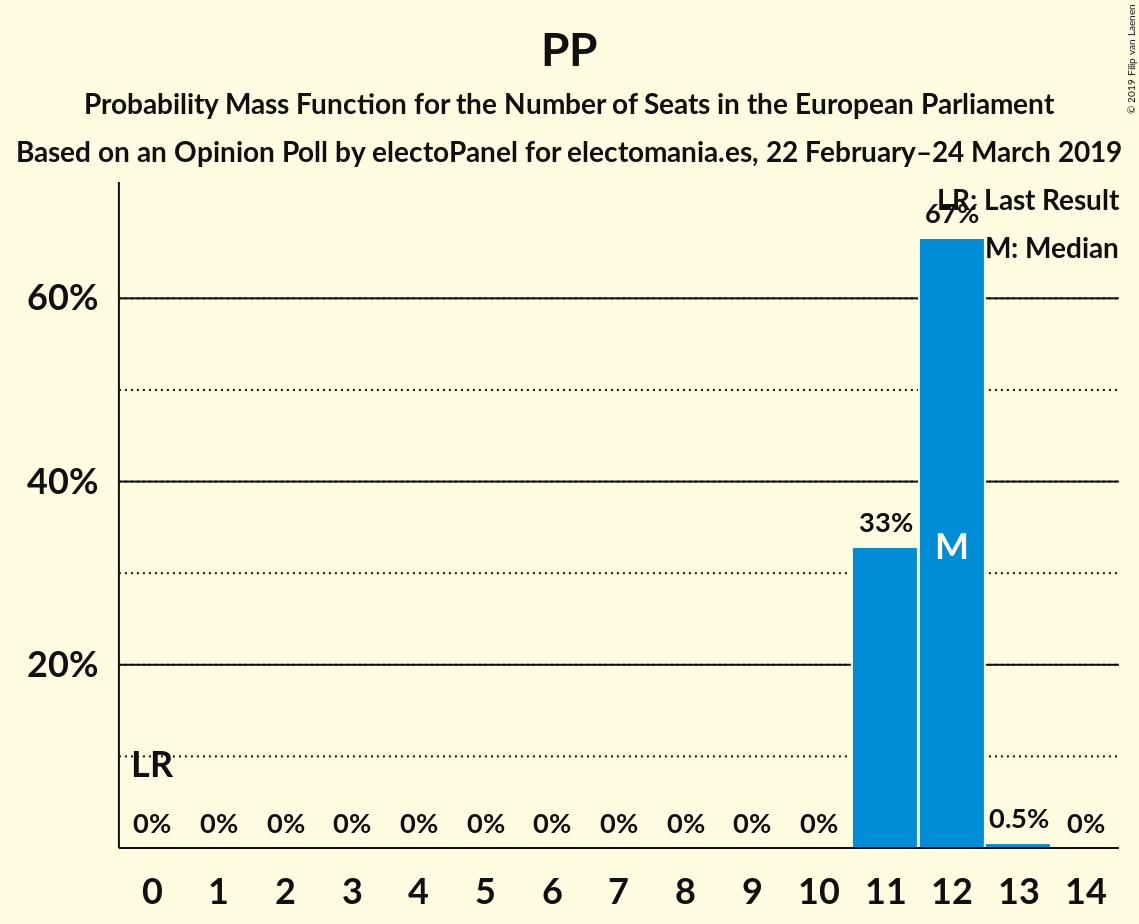 PP
Probability Mass Function for the Number of Seats in the European Parliament
Based on an Opinion Poll by electoPanel for electomania.es, 22 February–24 March 2019
© 2019 Filip van Laenen
LR: Last Result
67%
M: Median
60%
40%
33%
M
20%
LR
0% 0% 0% 0% 0% 0% 0% 0% 0% 0% 0% 0.5% 0%
0 1 2 3 4 5 6 7 8 9 10 11 12 13 14